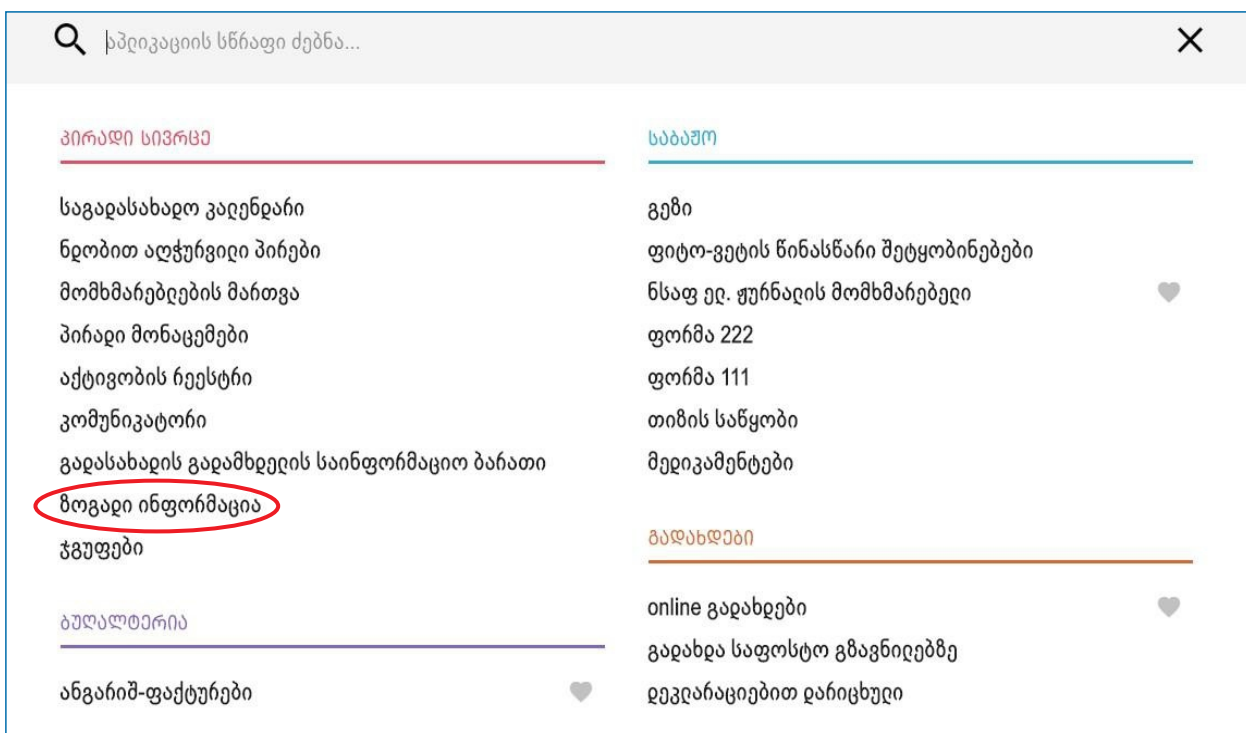 აპლიკაციის სწრაფი ძებნა...
პირადი სივრცე
საგადასახადო კალენდარი
ნდობით აღჭურვილი პირები
მომხმარებლების მართვა
პირადი მონაცემები
აქტივობის რეესტრი
კომუნიკატორი
გადასახადის გადამხდელის საინფორმაციო ბარათი
ზოგადი ინფორმაცია
ჯგუფები
ბუღალტერია
ანგარიშ-ფაქტურები
საბაჟო
გეზი
ფიტო-ვეტის წინასწარი შეტყობინებები
ნსაფ ელ. ჟურნალის მომხმარებელი
ფორმა 222
ფორმა 111
თიზის საწყობი
მედიკამენტები
გადახდები
online გადახდები
გადახდა საფოსტო გზავნილებზე
დეკლარაციებით დარიცხული